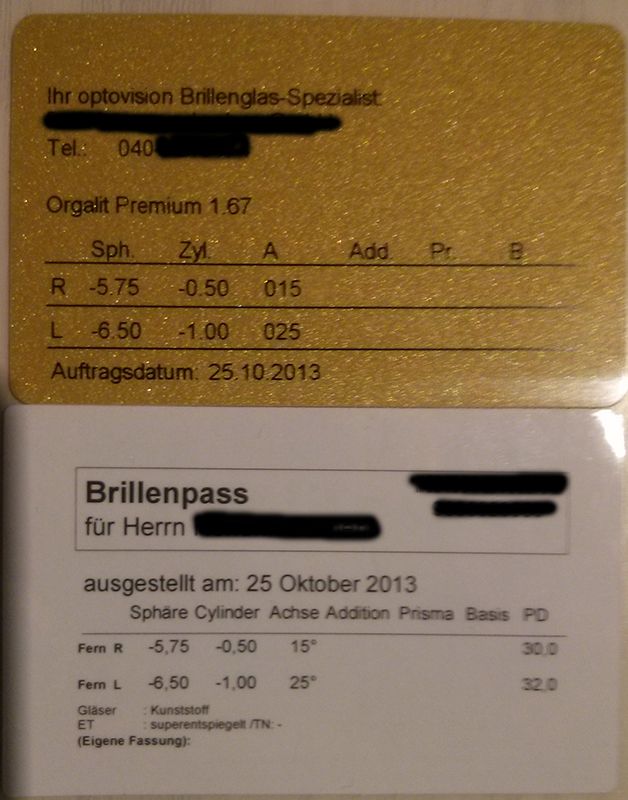 Ihr optovision Brillenglas-Spezialist:
Tel.: 040
Orgalit Premium 1.67
Sph. Zyl. A Add. Pr. B
R -5.75 -0.50 015
L -6.50 -1.00 025
Auftragsdatum: 25.10.2013
Brillenpass
für Herrn
ausgestellt am: 25 Oktober 2013
Sphäre Cylinder Achse Addition Prisma Basis PD
Fern R -5,75 -0,50 15° 30,0
Fern L -6,50 -1,00 25° 32,0
Gläser : Kunststoff
ET : superentspiegelt /TN: -
(Eigene Fassung):